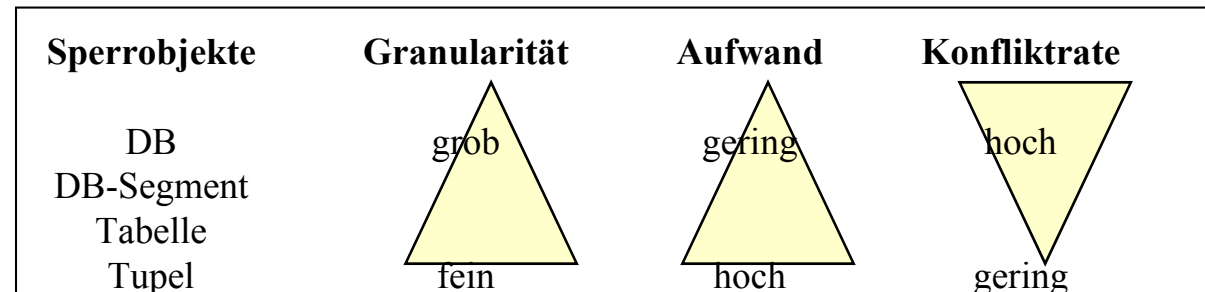 Sperrobjekte Granularität Aufwand Konfliktrate
DB grob gering hoch
DB-Segment
Tabelle
Tupel fein hoch gering